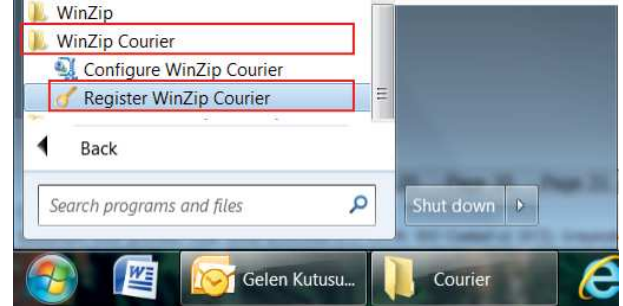 WinZip
WinZip Courier
Configure WinZip Courier
Register WinZip Courier
Back
Search programs and files
Shut down
Gelen Kutusu...
Courier